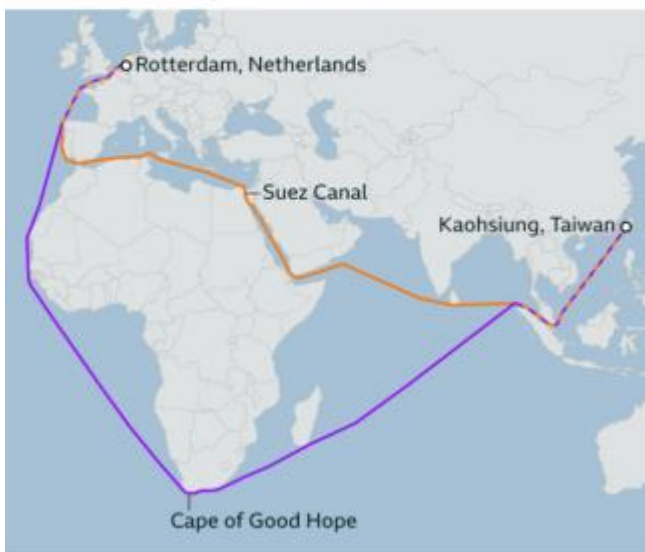 Rotterdam, Netherlands
Suez Canal
Kaohsiung, Taiwan
Cape of Good Hope